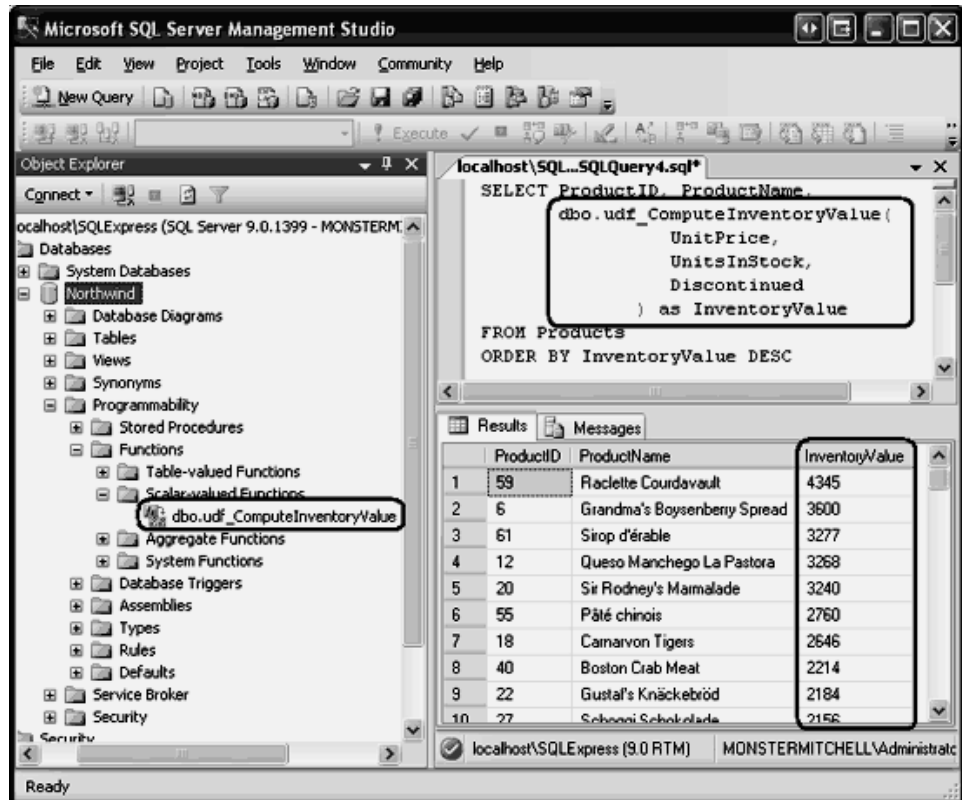 Microsoft SQL Server Management Studio
File Edit View Project Tools Window Community Help
New Query
Execute
Object Explorer
Connect
ocalhost\SQLExpress (SQL Server 9.0.1399 - MONSTERM
Databases
System Databases
Northwind
Database Diagrams
Tables
Views
Synonyms
Programmability
Stored Procedures
Functions
Table-valued Functions
Scalar-valued Functions
dbo.udf_ComputeInventoryValue
Aggregate Functions
System Functions
Database Triggers
Assemblies
Types
Rules
Defaults
Service Broker
Security
Security
localhost\SQL...SQLQuery4.sql*
SELECT ProductID, ProductName,
dbo.udf_ComputeInventoryValue(
UnitPrice,
UnitsInStock,
Discontinued
) as InventoryValue
FROM Products
ORDER BY InventoryValue DESC
Results Messages
ProductID ProductName InventoryValue
1 59 Raclette Courdavault 4345
2 6 Grandma's Boysenberry Spread 3600
3 61 Sirop d'érable 3277
4 12 Queso Manchego La Pastora 3268
5 20 Sir Rodney's Marmalade 3240
6 55 Pâté chinois 2760
7 18 Carnarvon Tigers 2646
8 40 Boston Crab Meat 2214
9 22 Gustaf's Knäckebröd 2184
10 27 Schoggi Schokolade 2156
localhost\SQLExpress (9.0 RTM) MONSTERMITCHELL\Administrato
Ready